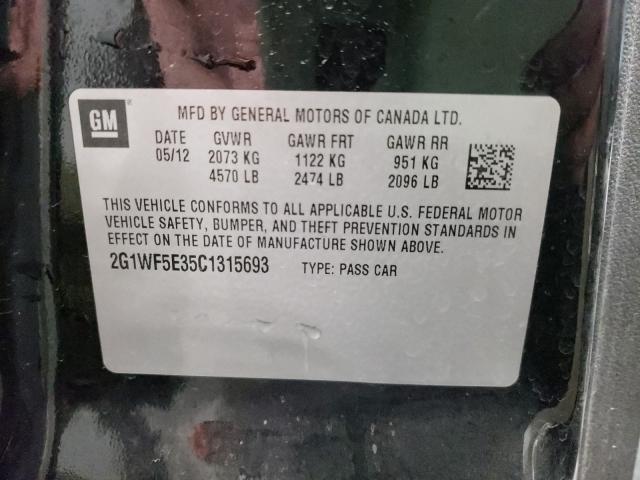 GM®
MFD BY GENERAL MOTORS OF CANADA LTD.
DATE GVWR GAWR FRT GAWR RR
05/12 2073 KG 1122 KG 951 KG
4570 LB 2474 LB 2096 LB
THIS VEHICLE CONFORMS TO ALL APPLICABLE U.S. FEDERAL MOTOR
VEHICLE SAFETY, BUMPER, AND THEFT PREVENTION STANDARDS IN
EFFECT ON THE DATE OF MANUFACTURE SHOWN ABOVE.
2G1WF5E35C1315693 TYPE: PASS CAR